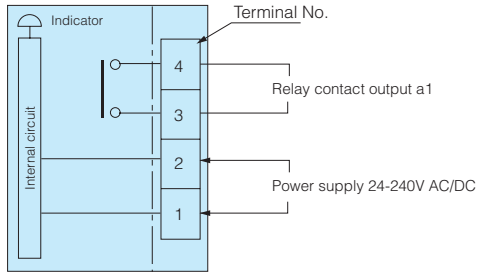 Terminal No.
Indicator
Internal circuit
4
Relay contact output a1
3
2
Power supply 24-240V AC/DC
1